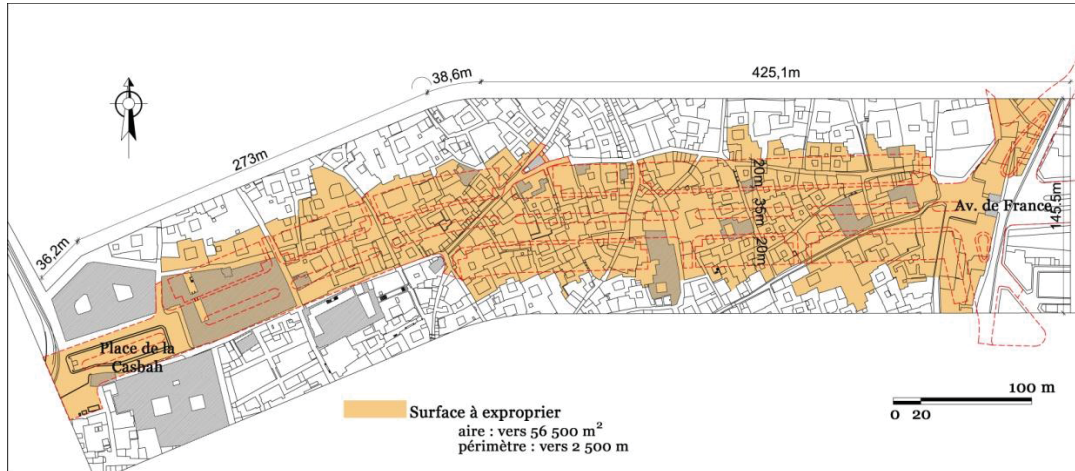 425,1m
38,6m
273m
36,2m
20m
35m
20m
Av. de France
145,5m
Place de la
Casbah
100 m
0 20
Surface à exproprier
aire : vers 56 500 m²
périmètre : vers 2 500 m